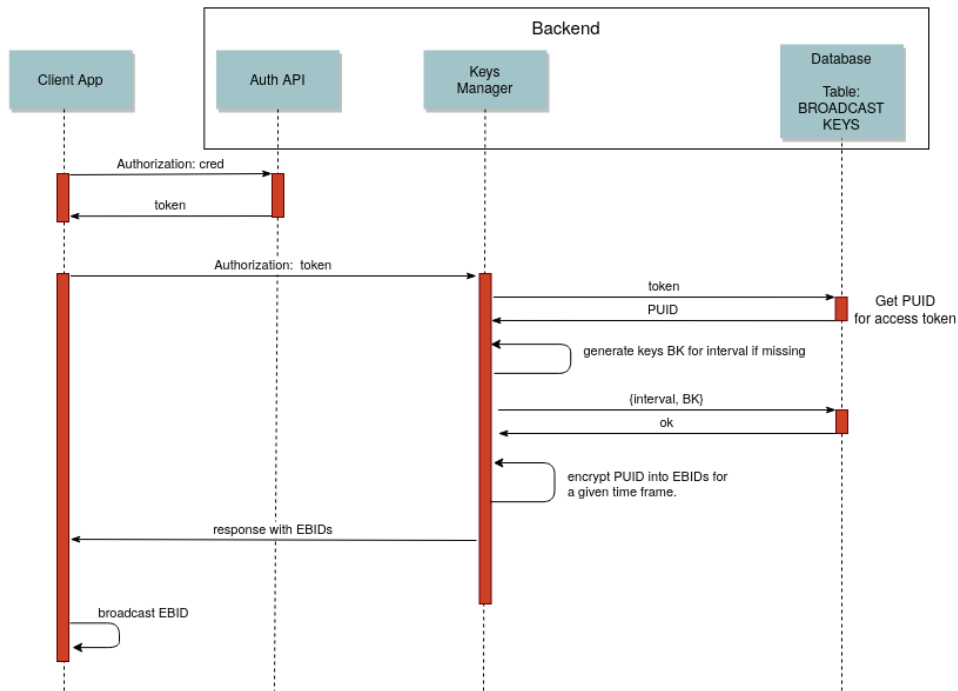 Backend
Client App
Auth API
Keys
Manager
Database
Table:
BROADCAST
KEYS
Authorization: cred
token
Authorization: token
token
PUID
Get PUID
for access token
generate keys BK for interval if missing
{interval, BK}
ok
encrypt PUID into EBIDs for
a given time frame.
response with EBIDs
broadcast EBID